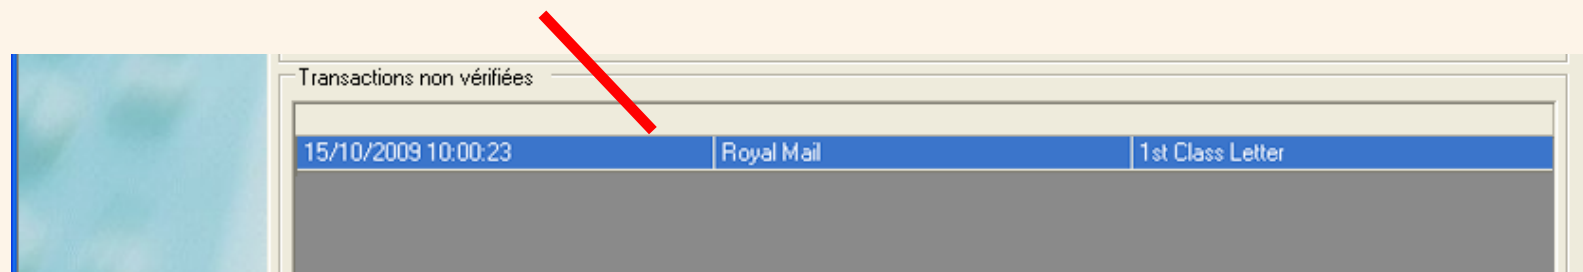 Transactions non vérifiées
15/10/2009 10:00:23 Royal Mail 1st Class Letter